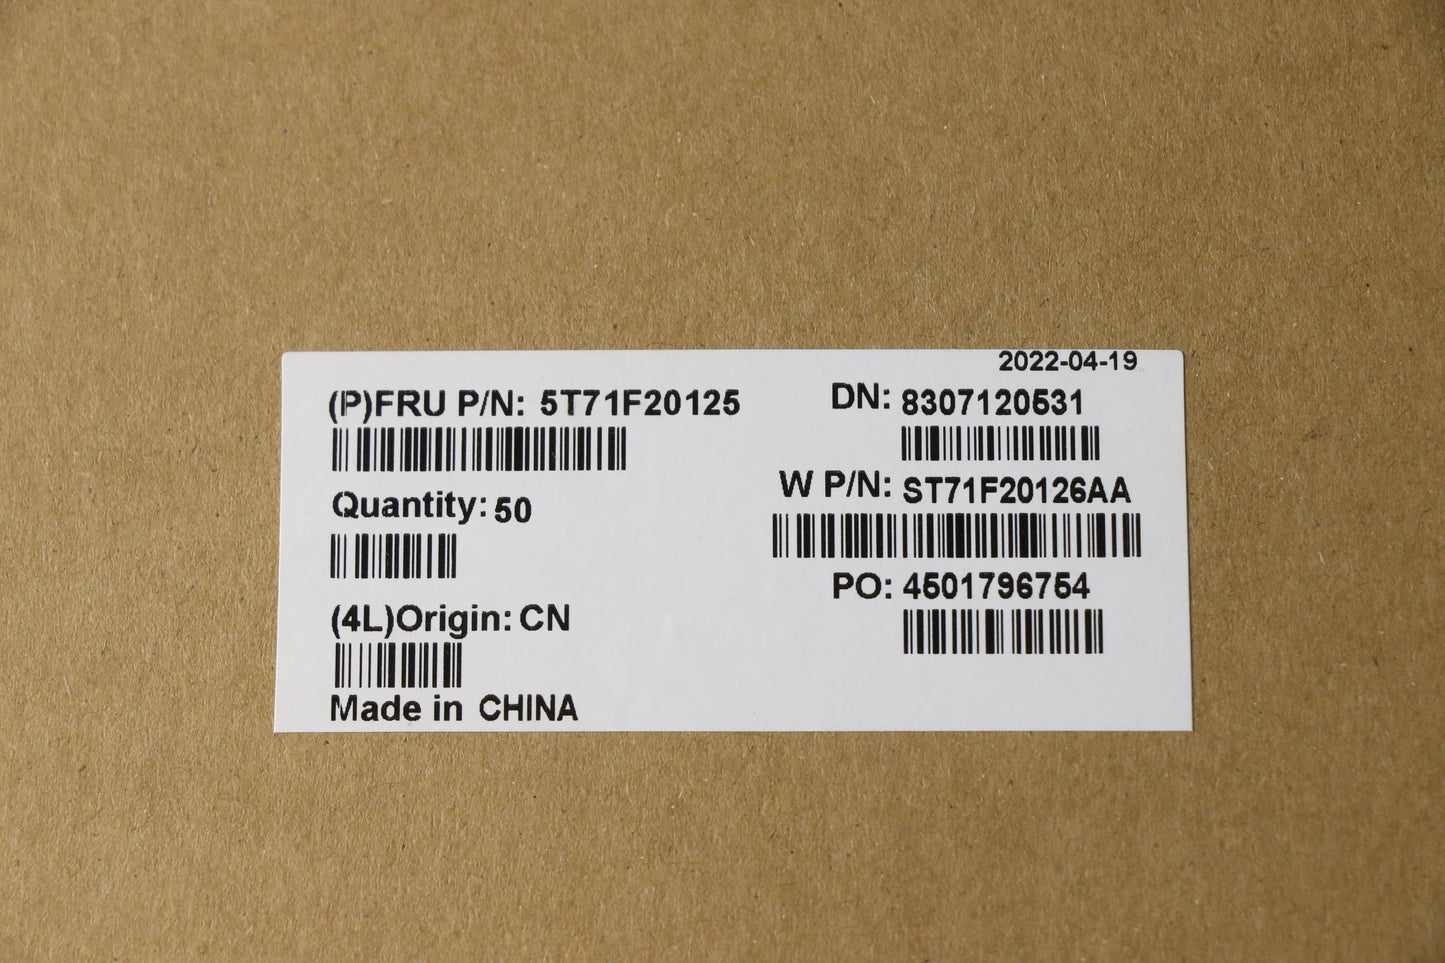 2022-04-19
(P)FRU P/N: 5T71F20125
DN: 8307120531
W P/N: ST71F20126AA
Quantity: 50
PO: 4501796754
(4L)Origin: CN
Made in CHINA